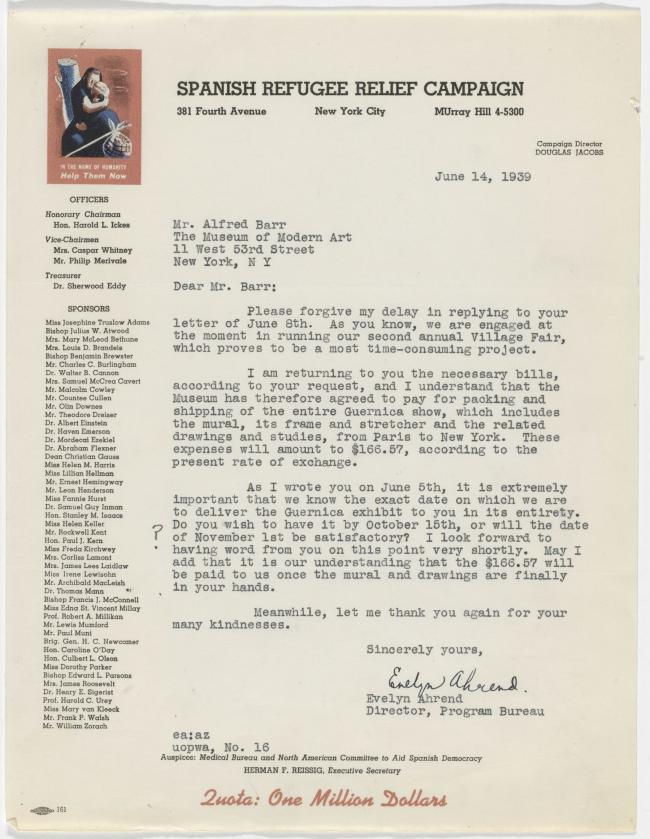 SPANISH REFUGEE RELIEF CAMPAIGN
381 Fourth Avenue New York City MUrray Hill 4-5300
IN THE NAME OF HUMANITY
Help Them Now
Campaign Director
DOUGLAS JACOBS
June 14, 1939
OFFICERS
Honorary Chairman
Hon. Harold L. Ickes
Vice-Chairmen
Mrs. Caspar Whitney
Mr. Philip Merivale
Treasurer
Dr. Sherwood Eddy
SPONSORS
Miss Josephine Truslow Adams
Bishop Julius W. Atwood
Mrs. Mary McLeod Bethune
Mrs. Louis D. Brandeis
Bishop Benjamin Brewster
Mr. Charles C. Burlingham
Dr. Walter B. Cannon
Mrs. Samuel McCrea Cavert
Mr. Malcolm Cowley
Mr. Countee Cullen
Mr. Olin Downes
Mr. Theodore Dreiser
Dr. Albert Einstein
Dr. Haven Emerson
Dr. Mordecai Ezekiel
Dr. Abraham Flexner
Dean Christian Gauss
Miss Helen M. Harris
Miss Lillian Hellman
Mr. Ernest Hemingway
Mr. Leon Henderson
Miss Fannie Hurst
Dr. Samuel Guy Inman
Hon. Stanley M. Isaacs
Miss Helen Keller
Mr. Rockwell Kent
Hon. Paul J. Kern
Miss Freda Kirchwey
Mrs. Corliss Lamont
Mrs. James Lees Laidlaw
Miss Irene Lewisohn
Mr. Archibald MacLeish
Dr. Thomas Mann
Bishop Francis J. McConnell
Miss Edna St. Vincent Millay
Prof. Robert A. Millikan
Mr. Lewis Mumford
Mr. Paul Muni
Brig. Gen. H. C. Newcomer
Hon. Caroline O'Day
Hon. Culbert L. Olson
Miss Dorothy Parker
Bishop Edward L. Parsons
Mrs. James Roosevelt
Dr. Henry E. Sigerist
Prof. Harold C. Urey
Miss Mary van Kleeck
Mr. Frank P. Walsh
Mr. William Zorach
Mr. Alfred Barr
The Museum of Modern Art
11 West 53rd Street
New York, N Y
Dear Mr. Barr:
Please forgive my delay in replying to your
letter of June 8th. As you know, we are engaged at
the moment in running our second annual Village Fair,
which proves to be a most time-consuming project.
I am returning to you the necessary bills,
according to your request, and I understand that the
Museum has therefore agreed to pay for packing and
shipping of the entire Guernica show, which includes
the mural, its frame and stretcher and the related
drawings and studies, from Paris to New York. These
expenses will amount to $166.57, according to the
present rate of exchange.
As I wrote you on June 5th, it is extremely
important that we know the exact date on which we are
to deliver the Guernica exhibit to you in its entirety.
? Do you wish to have it by October 15th, or will the date
of November 1st be satisfactory? I look forward to
having word from you on this point very shortly. May I
add that it is our understanding that the $166.57 will
be paid to us once the mural and drawings are finally
in your hands.
Meanwhile, let me thank you again for your
many kindnesses.
Sincerely yours,
Evelyn Ahrend.
Evelyn Ahrend
Director, Program Bureau
ea:az
uopwa, No. 16
Auspices: Medical Bureau and North American Committee to Aid Spanish Democracy
HERMAN F. REISSIG, Executive Secretary
Quota: One Million Dollars
161